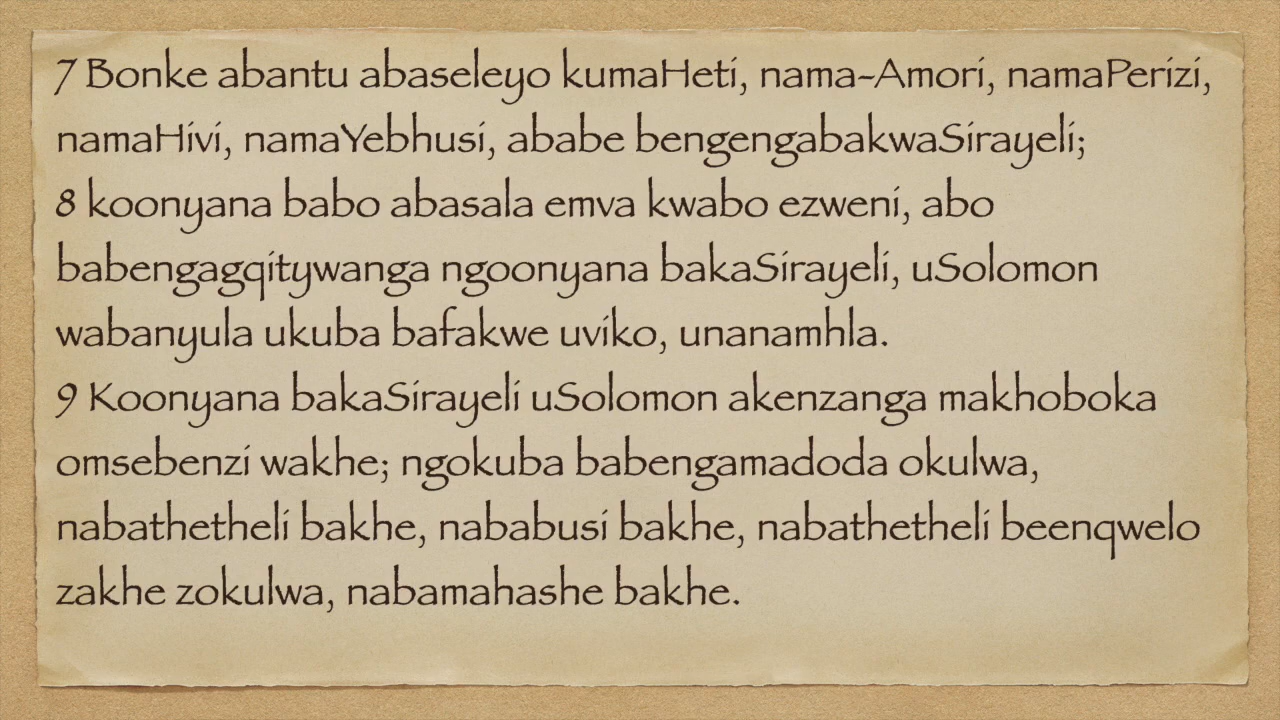 7 Bonke abantu abaseleyo kumaHeti, nama-Amori, namaPerizi,
namaHivi, namaYebhusi, ababe bengengabakwaSirayeli;
8 koonyana babo abasala emva kwabo ezweni, abo
babengagqitywanga ngoonyana bakaSirayeli, uSolomon
wabanyula ukuba bafakwe uviko, unanamhla.
9 Koonyana bakaSirayeli uSolomon akenzanga makhoboka
omsebenzi wakhe; ngokuba babengamadoda okulwa,
nabathetheli bakhe, nababusi bakhe, nabathetheli beenqwelo
zakhe zokulwa, nabamahashe bakhe.